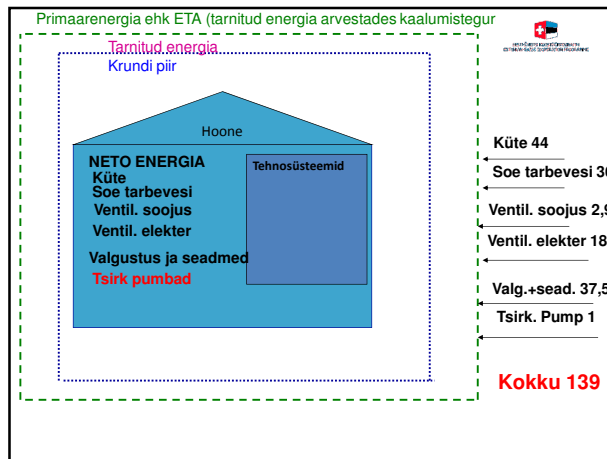 Primaarenergia ehk ETA (tarnitud energia arvestades kaalumistegur
Tarnitud energia
Krundi piir
Hoone
NETO ENERGIA
Küte
Soe tarbevesi
Ventil. soojus
Ventil. elekter
Valgustus ja seadmed
Tsirk pumbad
Tehnosüsteemid
Küte 44
Soe tarbevesi
Ventil. soojus 2,9
Ventil. elekter 18
Valg.+sead. 37,5
Tsirk. Pump 1
Kokku 139